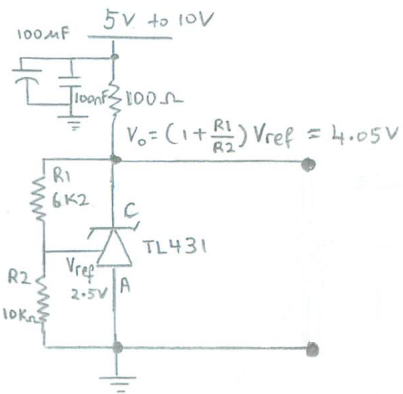 5V to 10V
100μF
100nF
100Ω
Vo = (1 + R1/R2) Vref = 4.05V
R1
6K2
C
TL431
Vref
2.5V
A
R2
10KΩ